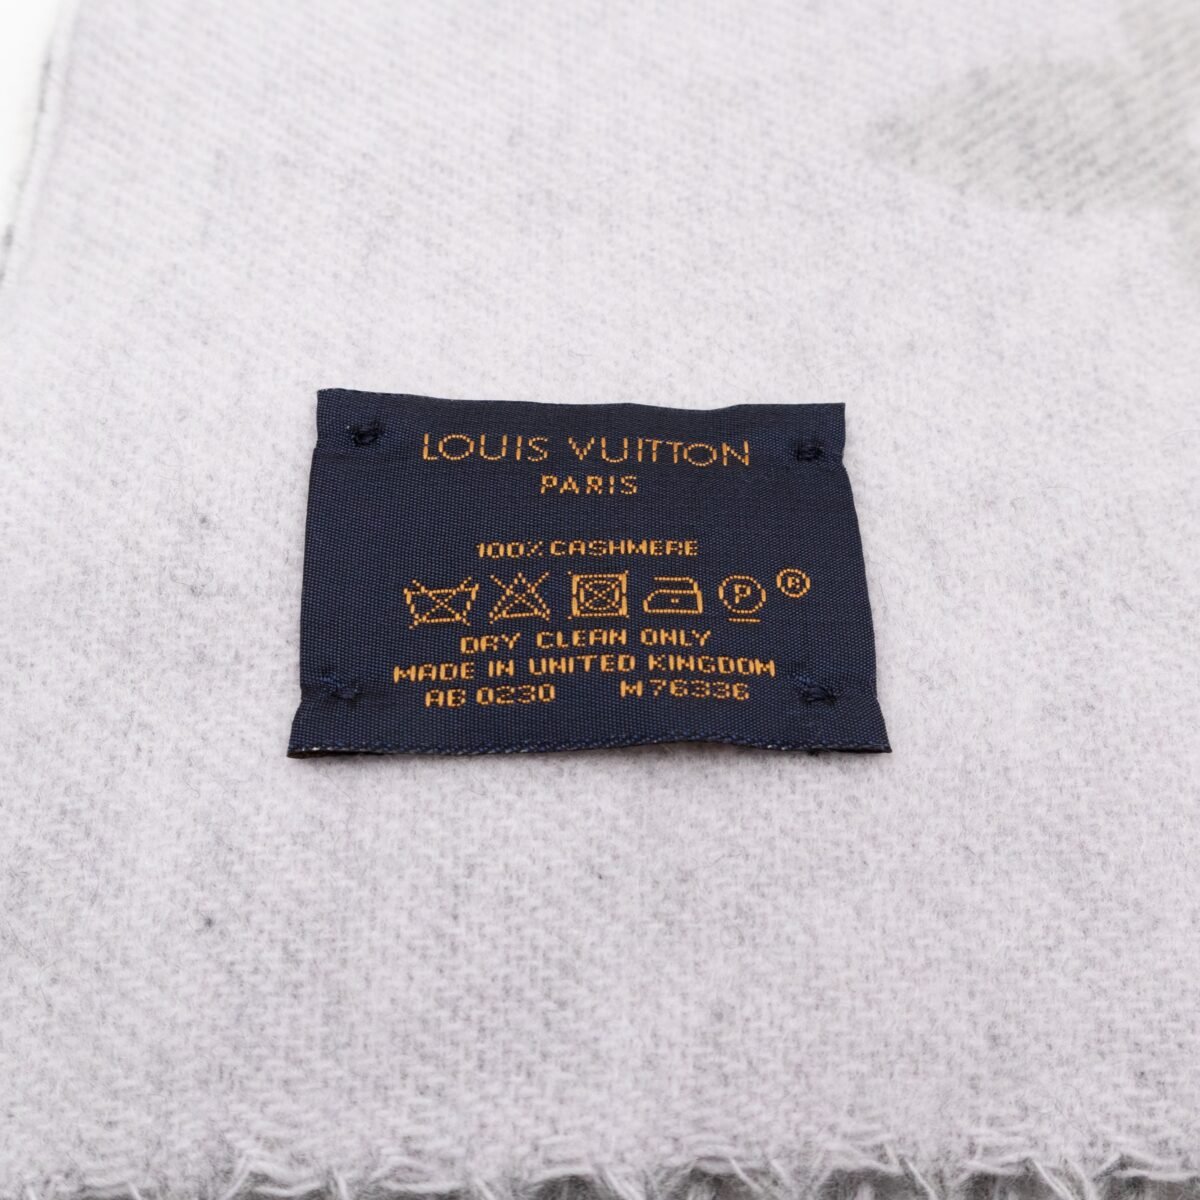 LOUIS VUITTON
PARIS
100% CASHMERE
P ®
DRY CLEAN ONLY
MADE IN UNITED KINGDOM
AB 0230 M76336